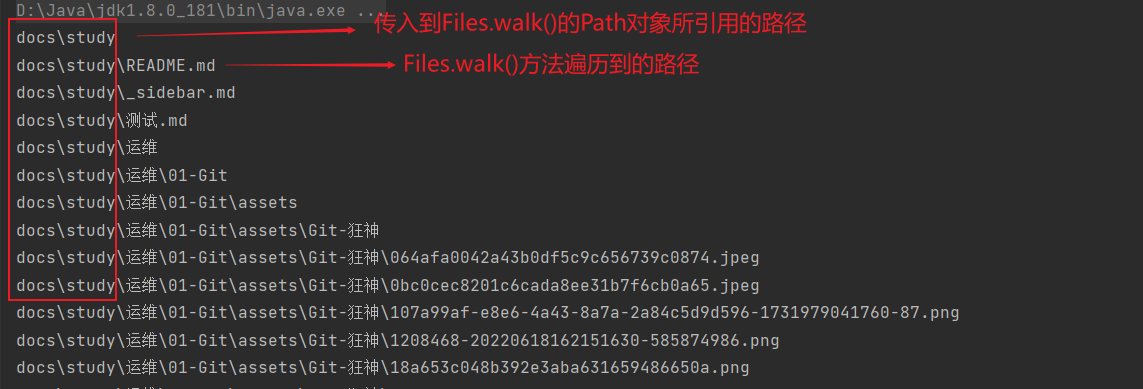 D:\Java\jdk1.8.0_181\bin\java.exe ...
docs\study 传入到Files.walk()的Path对象所引用的路径
docs\study\README.md Files.walk()方法遍历到的路径
docs\study\_sidebar.md
docs\study\测试.md
docs\study\运维
docs\study\运维\01-Git
docs\study\运维\01-Git\assets
docs\study\运维\01-Git\assets\Git-狂神
docs\study\运维\01-Git\assets\Git-狂神\064afa0042a43b0df5c9c656739c0874.jpeg
docs\study\运维\01-Git\assets\Git-狂神\0bc0cec8201c6cada8ee31b7f6cb0a65.jpeg
docs\study\运维\01-Git\assets\Git-狂神\107a99af-e8e6-4a43-8a7a-2a84c5d9d596-1731979041760-87.png
docs\study\运维\01-Git\assets\Git-狂神\1208468-20220618162151630-585874986.png
docs\study\运维\01-Git\assets\Git-狂神\18a653c048b392e3aba631659486650a.png